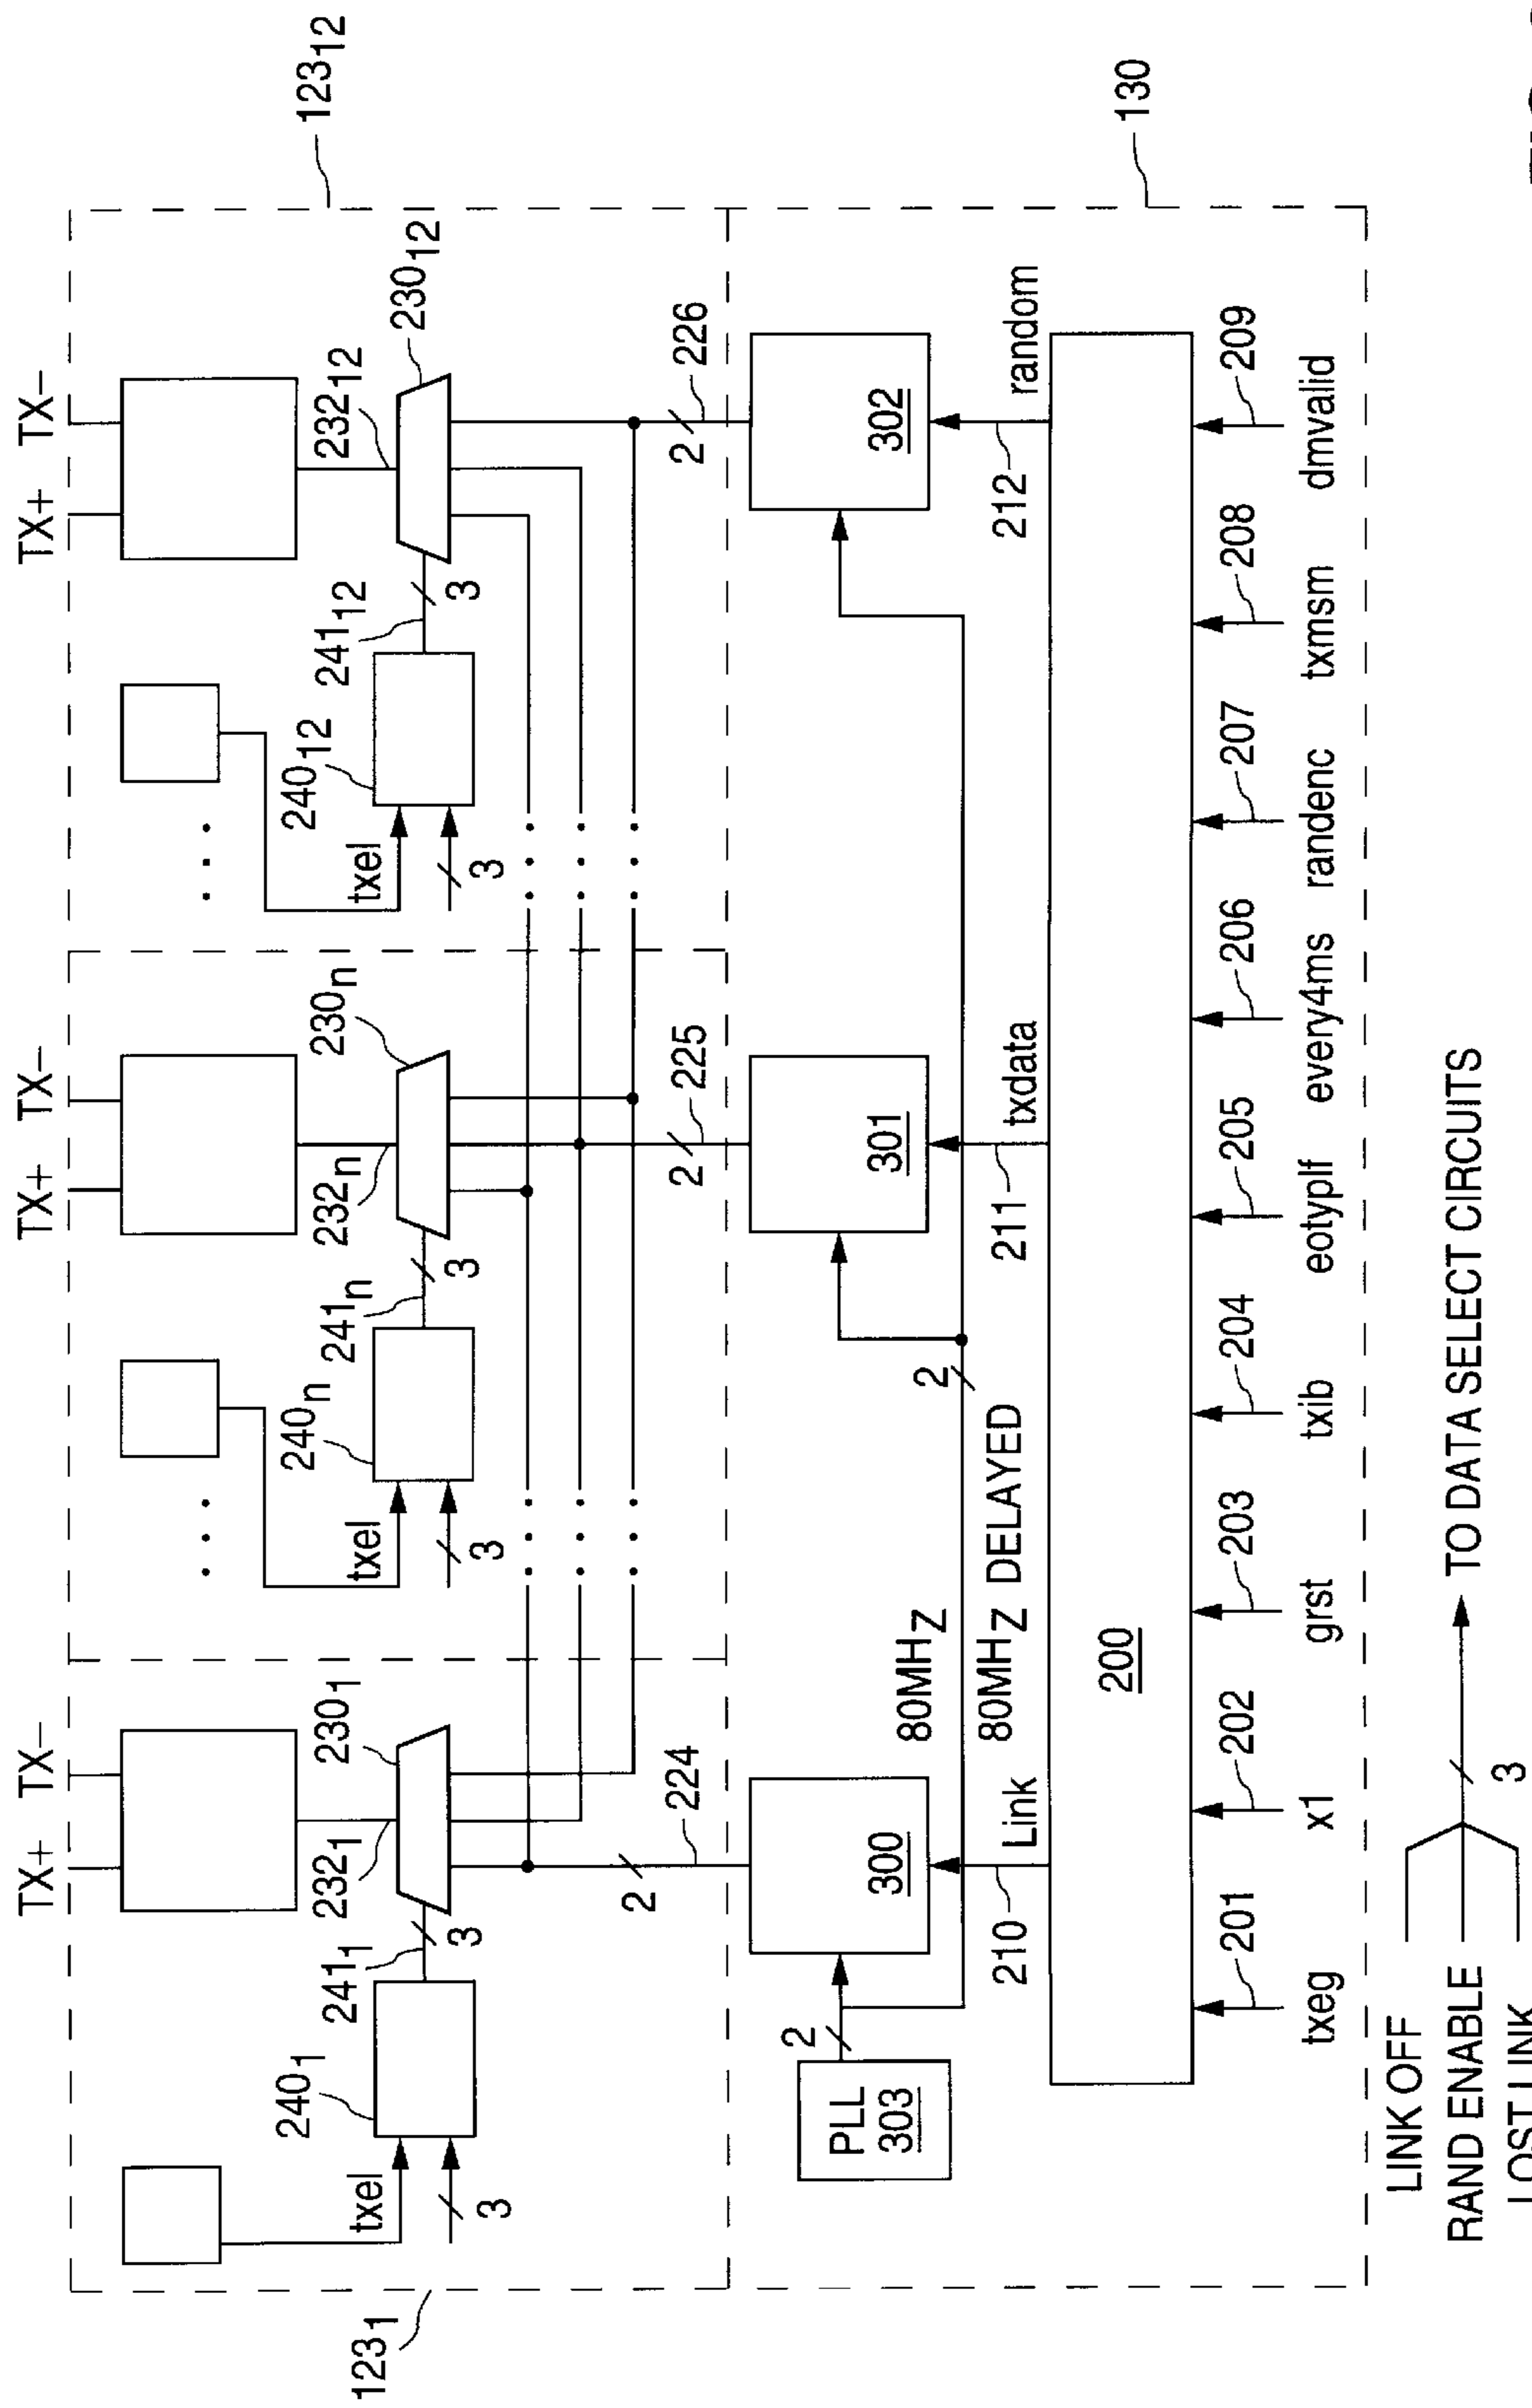 TX+ TX− TX+ TX− TX+ TX−
123₁ 123₁₂
232₁ 230₁ 232ₙ 230ₙ 232₁₂ 230₁₂
240₁ 241₁ 240ₙ 241ₙ 240₁₂ 241₁₂
txel 3 txel 3 txel 3
3 3 3
2 224 2 225 2 226
PLL
303
2
300 301 302
80MHZ
80MHZ DELAYED
2
210 Link 211 txdata 212 random
130
200
201 202 203 204 205 206 207 208 209
txeg x1 grst txib eotyplf every4ms randenc txmsm dmvalid
LINK OFF
RAND ENABLE
LOST LINK
3
TO DATA SELECT CIRCUITS